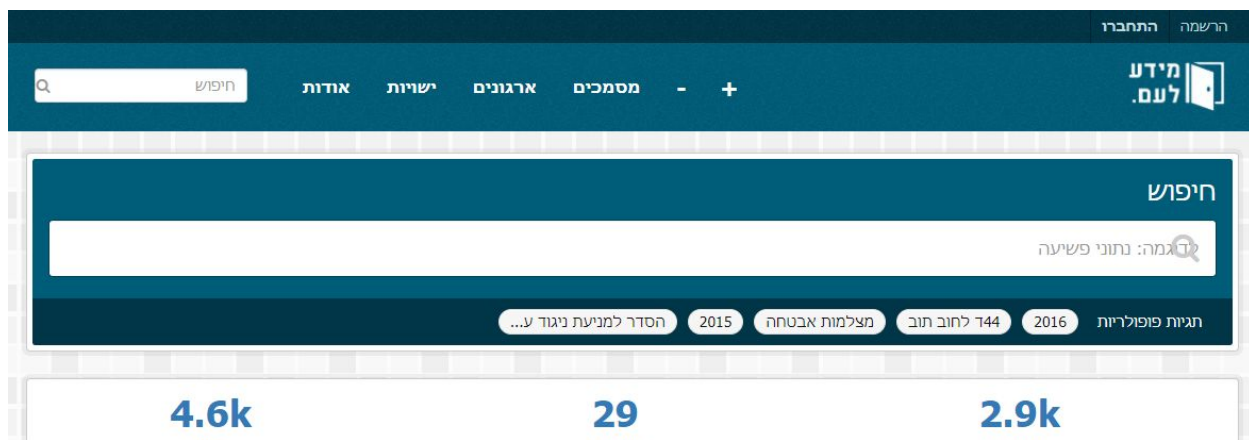 הרשמה התחברו
מידע
לעם.
+ - מסמכים ארגונים ישויות אודות חיפוש
חיפוש
לדוגמה: נתוני פשיעה
תגיות פופולריות 2016 44ד לחוב תוב מצלמות אבטחה 2015 הסדר למניעת ניגוד ע...
2.9k 29 4.6k